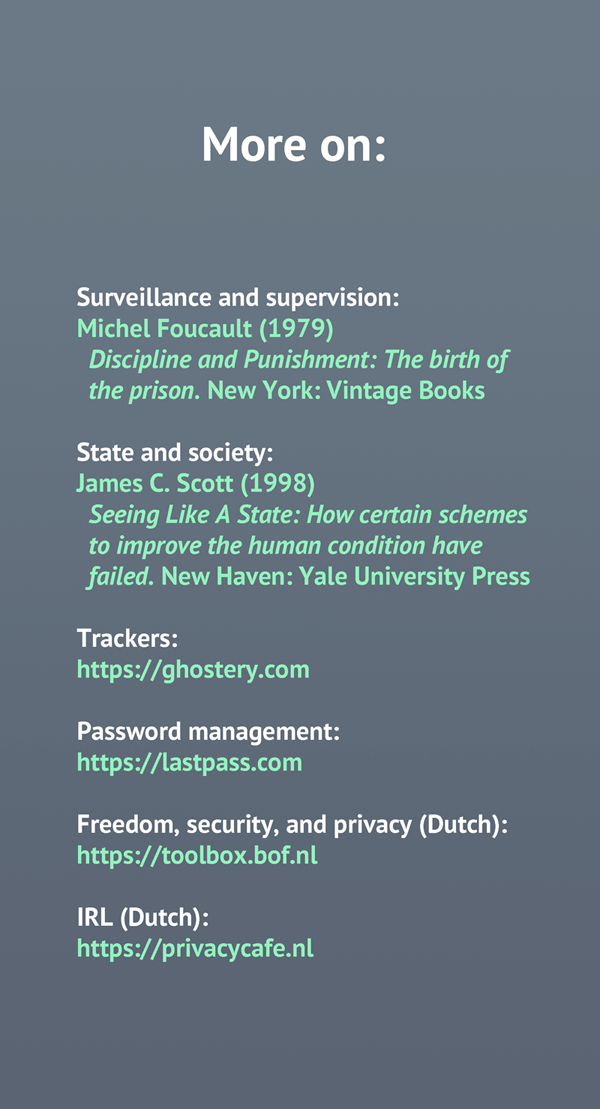 More on:
Surveillance and supervision:
Michel Foucault (1979)
Discipline and Punishment: The birth of
the prison. New York: Vintage Books
State and society:
James C. Scott (1998)
Seeing Like A State: How certain schemes
to improve the human condition have
failed. New Haven: Yale University Press
Trackers:
https://ghostery.com
Password management:
https://lastpass.com
Freedom, security, and privacy (Dutch):
https://toolbox.bof.nl
IRL (Dutch):
https://privacycafe.nl